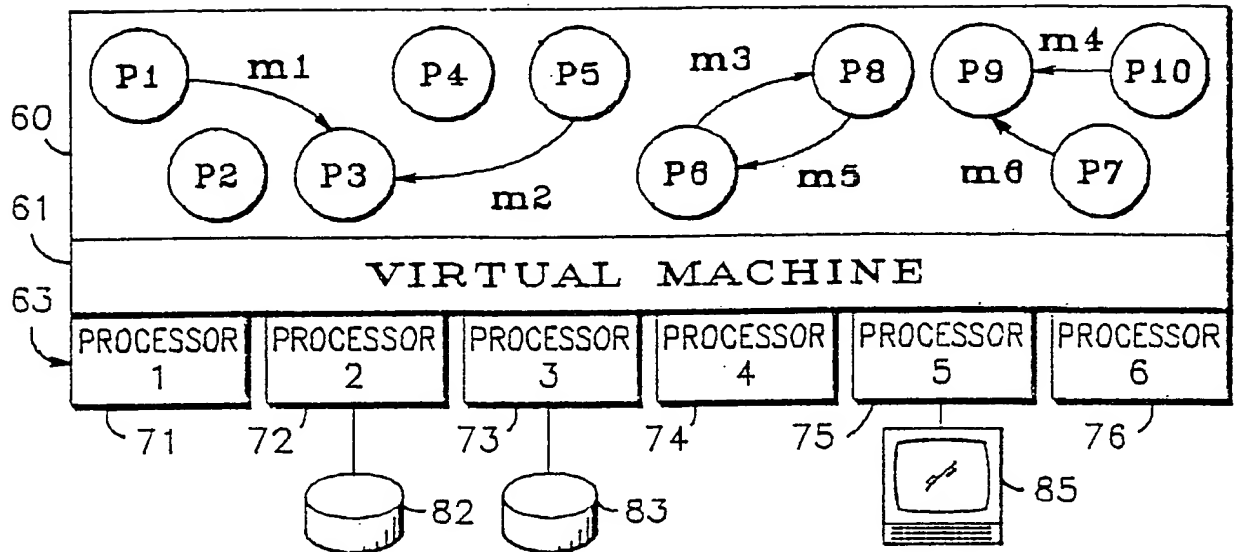 P1 m1 P4 P5 m3 P8 P9 m4 P10
60
P2 P3 m2 P6 m5 m6 P7
61
VIRTUAL MACHINE
63
PROCESSOR 1
PROCESSOR 2
PROCESSOR 3
PROCESSOR 4
PROCESSOR 5
PROCESSOR 6
71 72 73 74 75 76
82 83 85